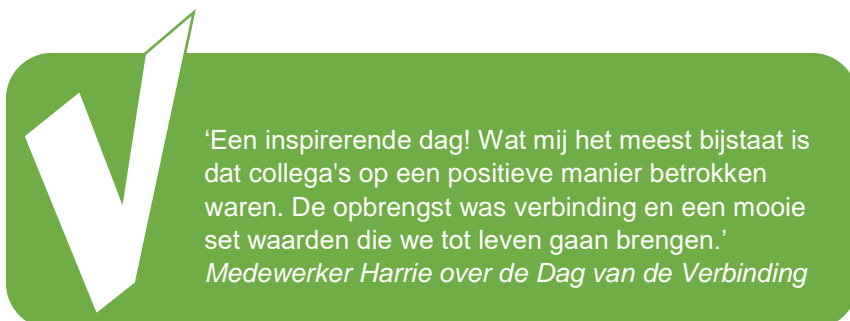 ‘Een inspirerende dag! Wat mij het meest bijstaat is
dat collega's op een positieve manier betrokken
waren. De opbrengst was verbinding en een mooie
set waarden die we tot leven gaan brengen.’
Medewerker Harrie over de Dag van de Verbinding